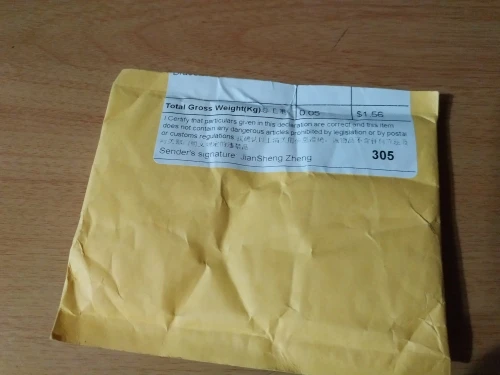 Total Gross Weight(Kg) 0.05 $1.56
I Certify that particulars given in this declaration are correct and this item
does not contain any dangerous articles prohibited by legislation or by postal
or customs regulations
Sender's signature: JianSheng Zheng 305